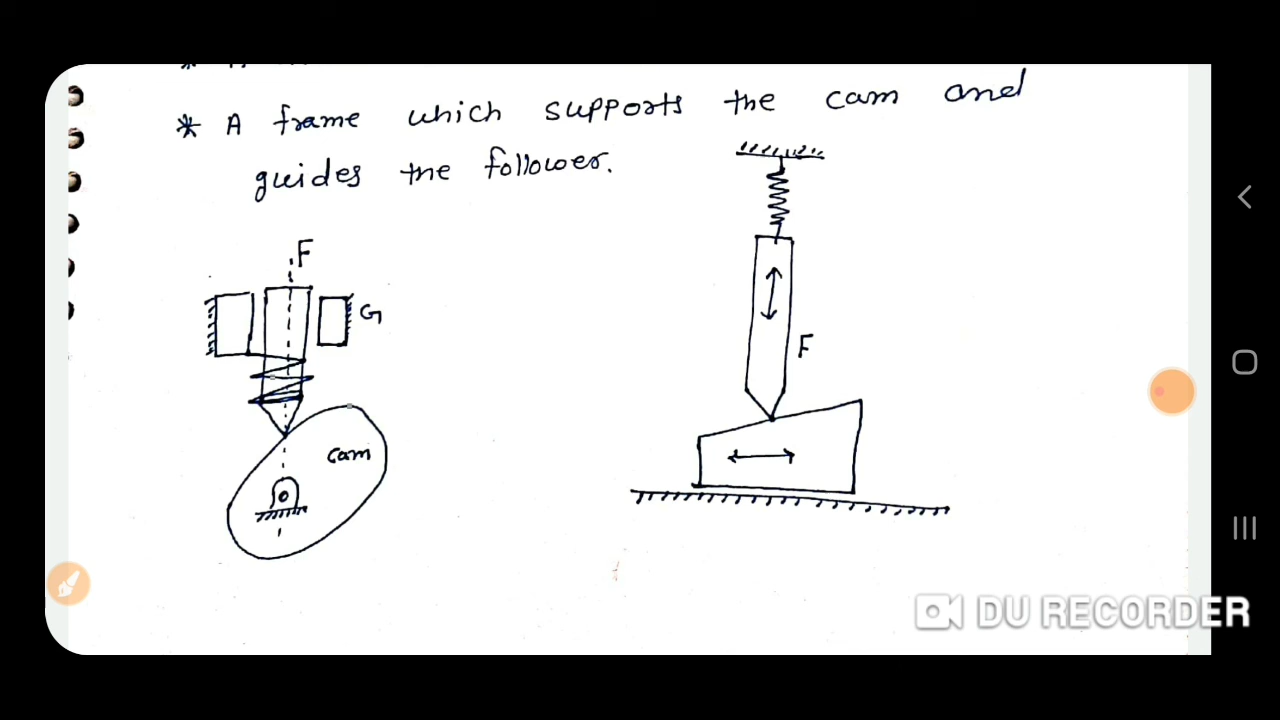 * A frame which supports the cam and
guides the follower.
F
G
cam
F
DU RECORDER